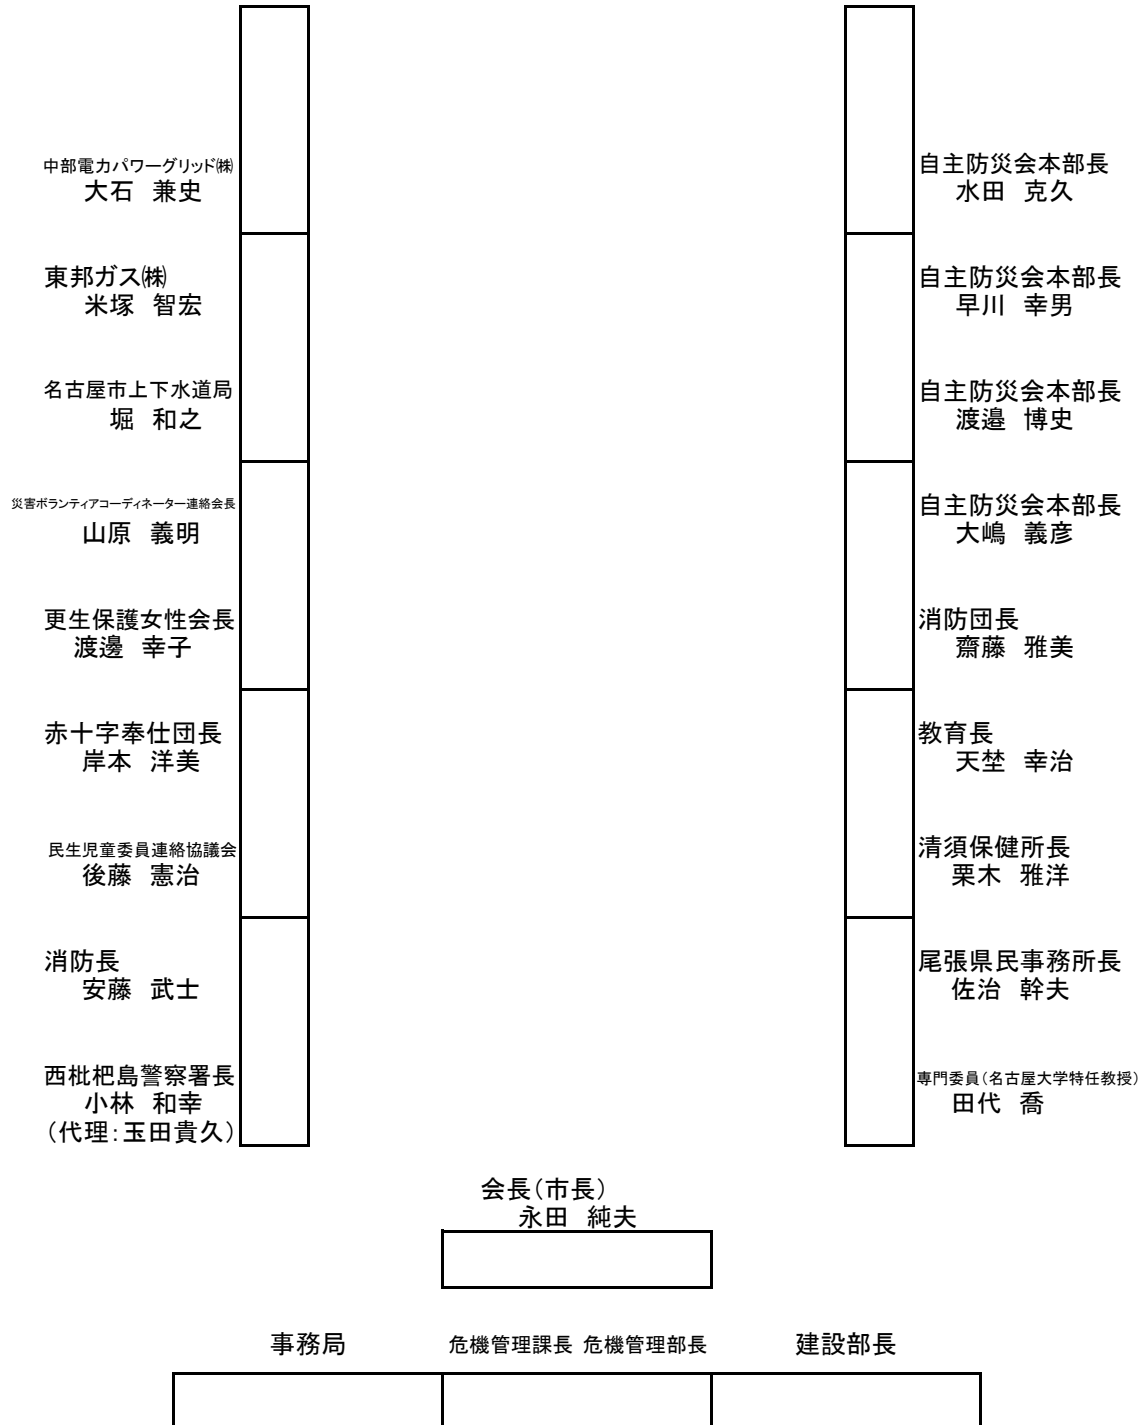 中部電力パワーグリッド㈱
大石 兼史
東邦ガス㈱
米塚 智宏
名古屋市上下水道局
堀 和之
災害ボランティアコーディネーター連絡会長
山原 義明
更生保護女性会長
渡邊 幸子
赤十字奉仕団長
岸本 洋美
民生児童委員連絡協議会
後藤 憲治
消防長
安藤 武士
西枇杷島警察署長
小林 和幸
（代理：玉田貴久）
自主防災会本部長
水田 克久
自主防災会本部長
早川 幸男
自主防災会本部長
渡邉 博史
自主防災会本部長
大嶋 義彦
消防団長
齋藤 雅美
教育長
天埜 幸治
清須保健所長
栗木 雅洋
尾張県民事務所長
佐治 幹夫
専門委員（名古屋大学特任教授）
田代 喬
会長（市長）
永田 純夫
事務局 危機管理課長 危機管理部長 建設部長